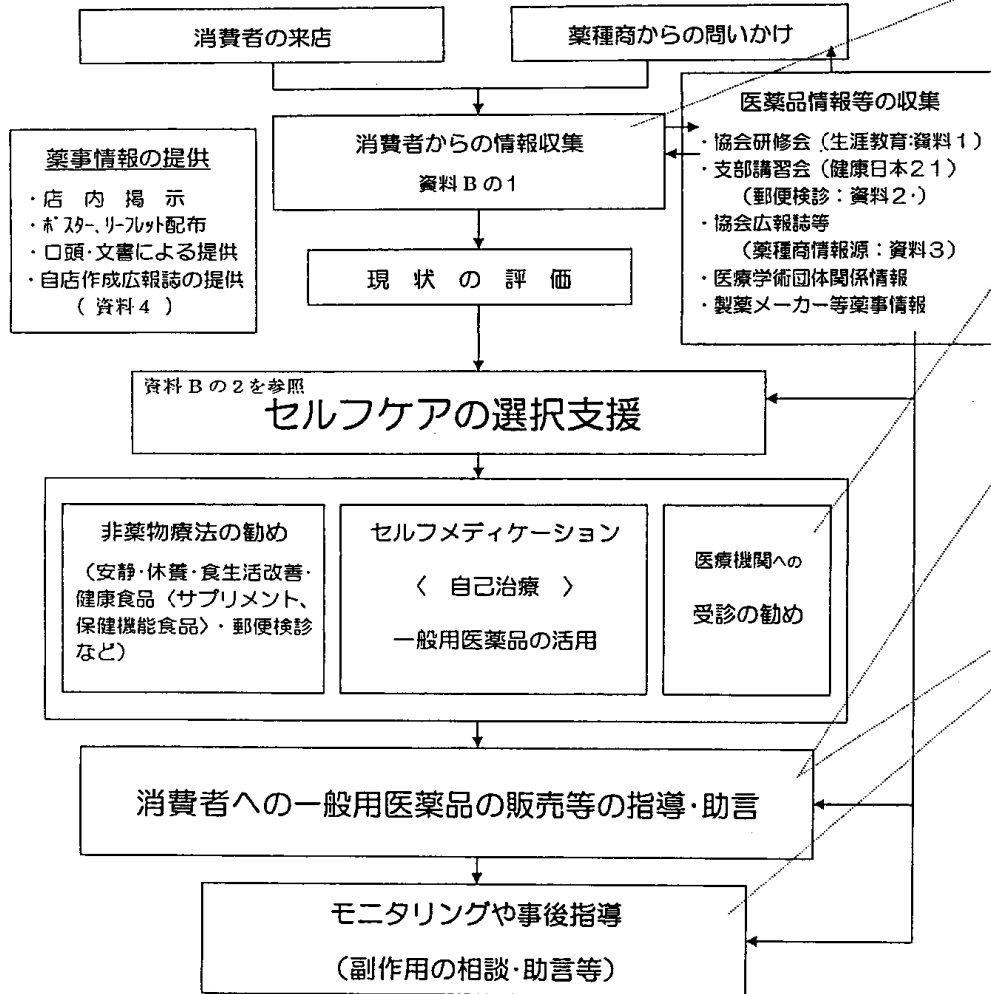 消費者の来店
薬種商からの問いかけ
消費者からの情報収集
資料Bの1
医薬品情報等の収集
・協会研修会（生涯教育:資料1）
・支部講習会（健康日本21）
（郵便検診：資料2・）
・協会広報誌等
（薬種商情報源：資料3）
・医療学術団体関係情報
・製薬メーカー等薬事情報
薬事情報の提供
・店内掲示
・ポスター、リーフレット配布
・口頭・文書による提供
・自店作成広報誌の提供
（資料4）
現状の評価
資料Bの2を参照
セルフケアの選択支援
非薬物療法の勧め
（安静・休養・食生活改善・
健康食品〈サプリメント、
保健機能食品〉・郵便検診
など）
セルフメディケーション
〈 自己治療 〉
一般用医薬品の活用
医療機関への
受診の勧め
消費者への一般用医薬品の販売等の指導・助言
モニタリングや事後指導
（副作用の相談・助言等）